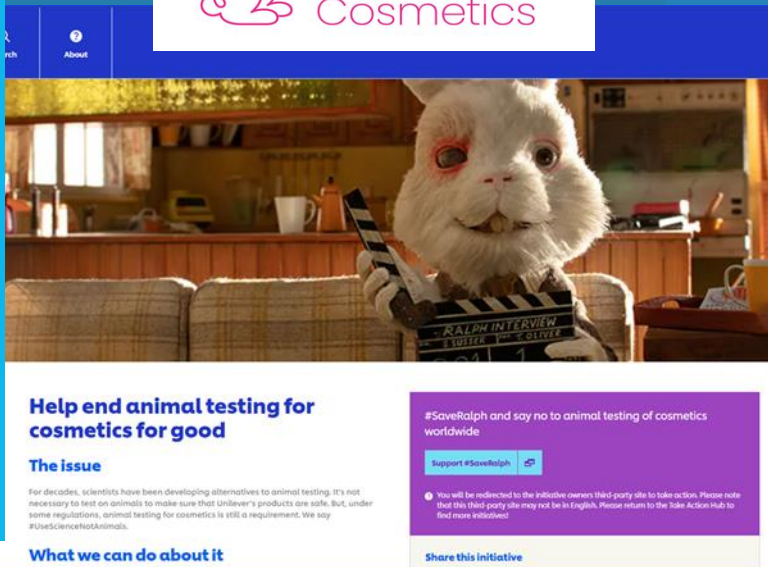 Cosmetics
rch
About
RALPH INTERVIEW
S SUSSER T OLIVER
1
Help end animal testing for
cosmetics for good
The issue
For decades, scientists have been developing alternatives to animal testing. It's not
necessary to test on animals to make sure that Unilever's products are safe. But, under
some regulations, animal testing for cosmetics is still a requirement. We say
#UseScienceNotAnimals.
What we can do about it
#SaveRalph and say no to animal testing of cosmetics
worldwide
Support #SaveRalph
You will be redirected to the initiative owners third-party site to take action. Please note
that this third-party site may not be in English. Please return to the Take Action Hub to
find more initiatives!
Share this initiative